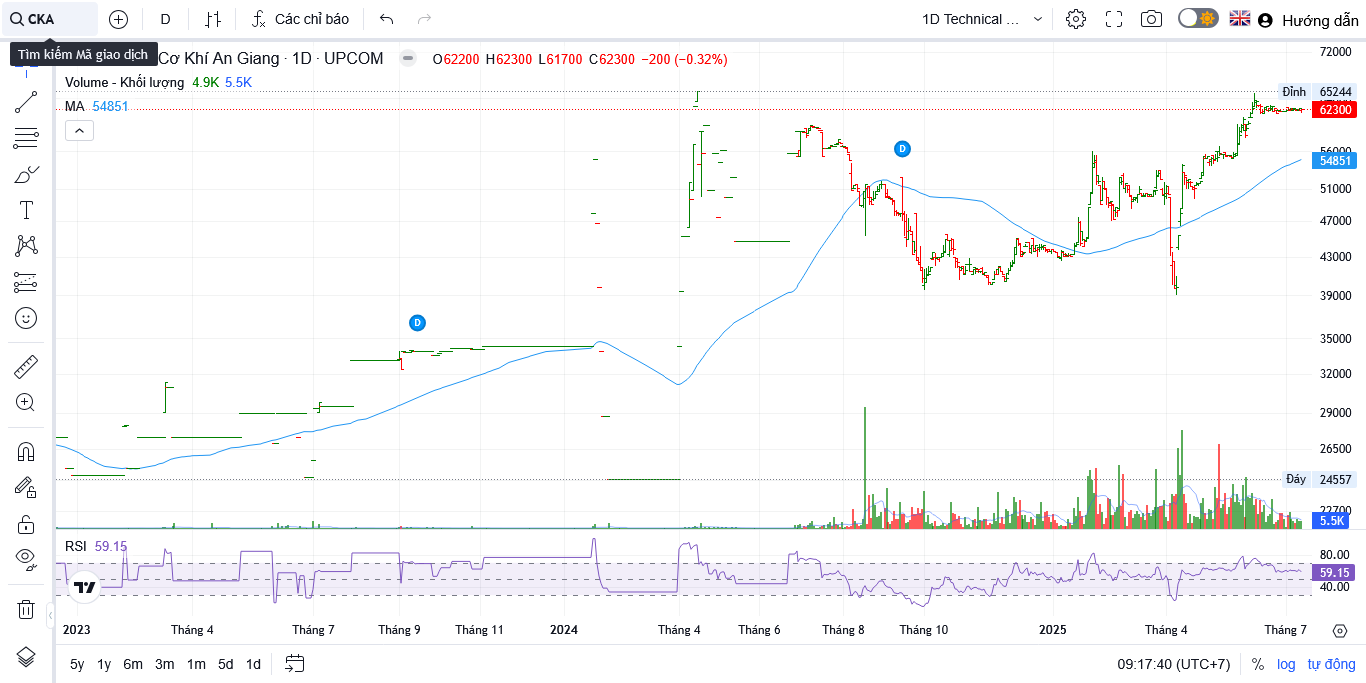 CKA D Các chỉ báo 1D Technical ... Hướng dẫn
Tìm kiếm Mã giao dịch
Cơ Khí An Giang · 1D · UPCOM O62200 H62300 L61700 C62300 −200 (−0.32%)
Volume - Khối lượng 4.9K 5.5K
MA 54851
72000
Đỉnh 65244
62300
56000
54851
51000
47000
43000
39000
35000
32000
29000
26500
Đáy 24557
22700
5.5K
D
D
RSI 59.15
80.00
59.15
40.00
2023 Tháng 4 Tháng 7 Tháng 9 Tháng 11 2024 Tháng 4 Tháng 6 Tháng 8 Tháng 10 2025 Tháng 4 Tháng 7
5y 1y 6m 3m 1m 5d 1d 09:17:40 (UTC+7) % log tự động